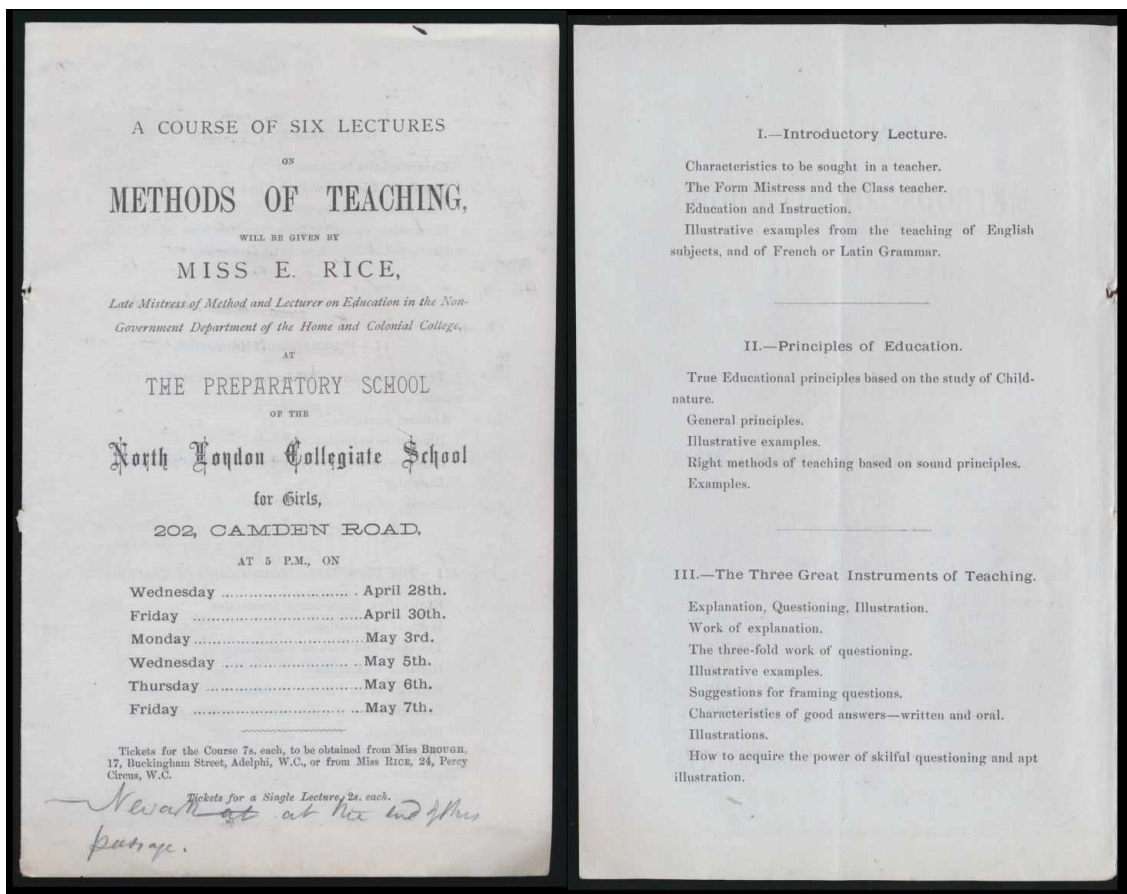 A COURSE OF SIX LECTURES
ON
METHODS OF TEACHING,
WILL BE GIVEN BY
MISS E. RICE,
Late Mistress of Method and Lecturer on Education in the Non-
Government Department of the Home and Colonial College,
AT
THE PREPARATORY SCHOOL
OF THE
North London Collegiate School
for Girls,
202, CAMDEN ROAD,
AT 5 P.M., ON
Wednesday ............................ April 28th.
Friday ................................April 30th.
Monday ................................May 3rd.
Wednesday ............................May 5th.
Thursday ..............................May 6th.
Friday ................................May 7th.
Tickets for the Course 7s. each, to be obtained from Miss BROUGH,
17, Buckingham Street, Adelphi, W.C., or from Miss RICE, 24, Percy
Circus, W.C.
Tickets for a Single Lecture, 2s. each.
at at the end of this
passage.
I.—Introductory Lecture.
Characteristics to be sought in a teacher.
The Form Mistress and the Class teacher.
Education and Instruction.
Illustrative examples from the teaching of English
subjects, and of French or Latin Grammar.
II.—Principles of Education.
True Educational principles based on the study of Child-
nature.
General principles.
Illustrative examples.
Right methods of teaching based on sound principles.
Examples.
III.—The Three Great Instruments of Teaching.
Explanation, Questioning, Illustration.
Work of explanation.
The three-fold work of questioning.
Illustrative examples.
Suggestions for framing questions.
Characteristics of good answers—written and oral.
Illustrations.
How to acquire the power of skilful questioning and apt
illustration.